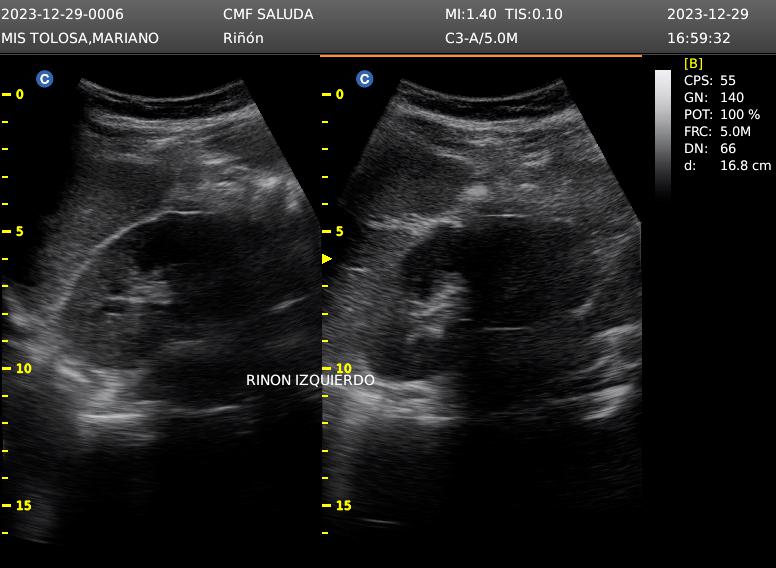 2023-12-29-0006 CMF SALUDA MI:1.40 TIS:0.10 2023-12-29
MIS TOLOSA,MARIANO Riñón C3-A/5.0M 16:59:32
C C
[B]
CPS: 55
GN: 140
POT: 100 %
FRC: 5.0M
DN: 66
d: 16.8 cm
0 0
5 5
10 10
RINON IZQUIERDO
15 15